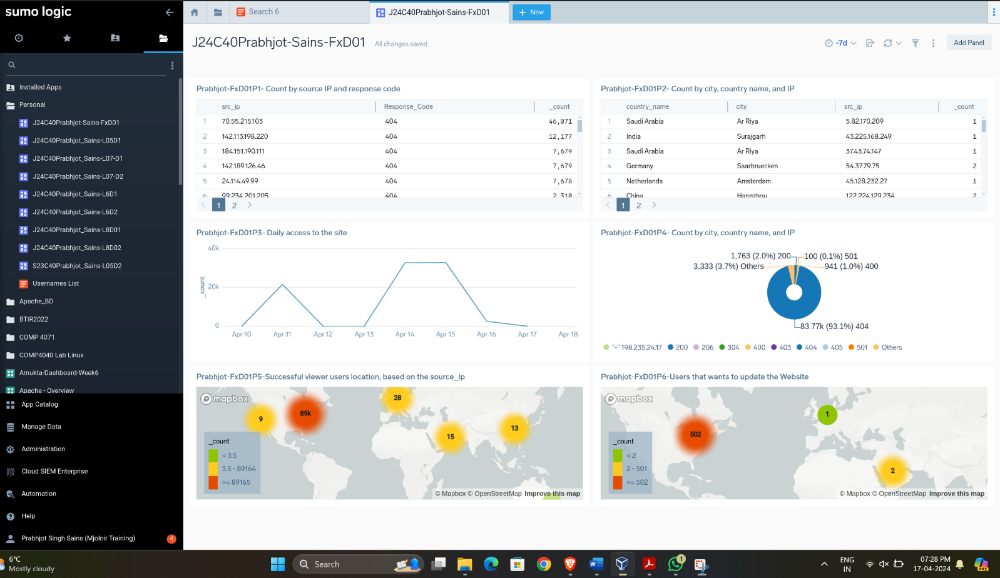 sumo logic
Search 6
J24C40Prabhjot-Sains-FxD01
+ New
J24C40Prabhjot-Sains-FxD01
All changes saved
-7d
Add Panel
Installed Apps
Personal
J24C40Prabhjot-Sains-FxD01
J24C40Prabhjot_Sains-L05D1
J24C40Prabhjot_Sains-L07-D1
J24C40Prabhjot_Sains-L07-D2
J24C40Prabhjot_Sains-L6D1
J24C40Prabhjot_Sains-L6D2
J24C40Prabhjot_Sains-L8D01
J24C40Prabhjot_Sains-L8D02
S23C40Prabhjot_Sains-L05D2
Usernames List
Apache_BD
BTIR2022
COMP 4071
COMP4040 Lab Linux
Amukta-Dashboard-Week6
Apache - Overview
App Catalog
Manage Data
Administration
Cloud SIEM Enterprise
Automation
Help
Prabhjot Singh Sains (Mjolnir Training)
4
Prabhjot-FxD01P1- Count by source IP and response code
src_ip Response_Code _count
1 70.55.215.103 404 46,071
2 142.113.198.220 404 12,177
3 184.151.190.111 404 7,679
4 142.189.126.46 404 7,679
5 24.114.49.99 404 7,678
6 99.234.201.205 404 2,310
1 2
Prabhjot-FxD01P2- Count by city, country name, and IP
country_name city src_ip _count
1 Saudi Arabia Ar Riya 5.82.170.209 1
2 India Surajgarh 43.225.168.249 1
3 Saudi Arabia Ar Riya 37.43.74.147 1
4 Germany Saarbruecken 54.37.79.75 2
5 Netherlands Amsterdam 45.128.232.27 1
6 China Hangzhou 122.224.129.234 2
1 2
Prabhjot-FxD01P3- Daily access to the site
40k
20k
0
_count
Apr 10 Apr 11 Apr 12 Apr 13 Apr 14 Apr 15 Apr 16 Apr 17 Apr 18
Prabhjot-FxD01P4- Count by city, country name, and IP
1,763 (2.0%) 200
100 (0.1%) 501
3,333 (3.7%) Others
941 (1.0%) 400
83.77k (93.1%) 404
"-" 198.235.24.17 200 206 304 400 403 404 405 501 Others
Prabhjot-FxD01P5-Successful viewer users location, based on the source_ip
mapbox
9
89k
28
15
13
_count
< 3.5
3.5 - 89164
>= 89165
© Mapbox © OpenStreetMap Improve this map
Prabhjot-FxD01P6-Users that wants to update the Website
mapbox
502
1
2
_count
< 2
2 - 501
>= 502
© Mapbox © OpenStreetMap Improve this map
6°C
Mostly cloudy
Search
1
ENG
IN
07:28 PM
17-04-2024
PRE